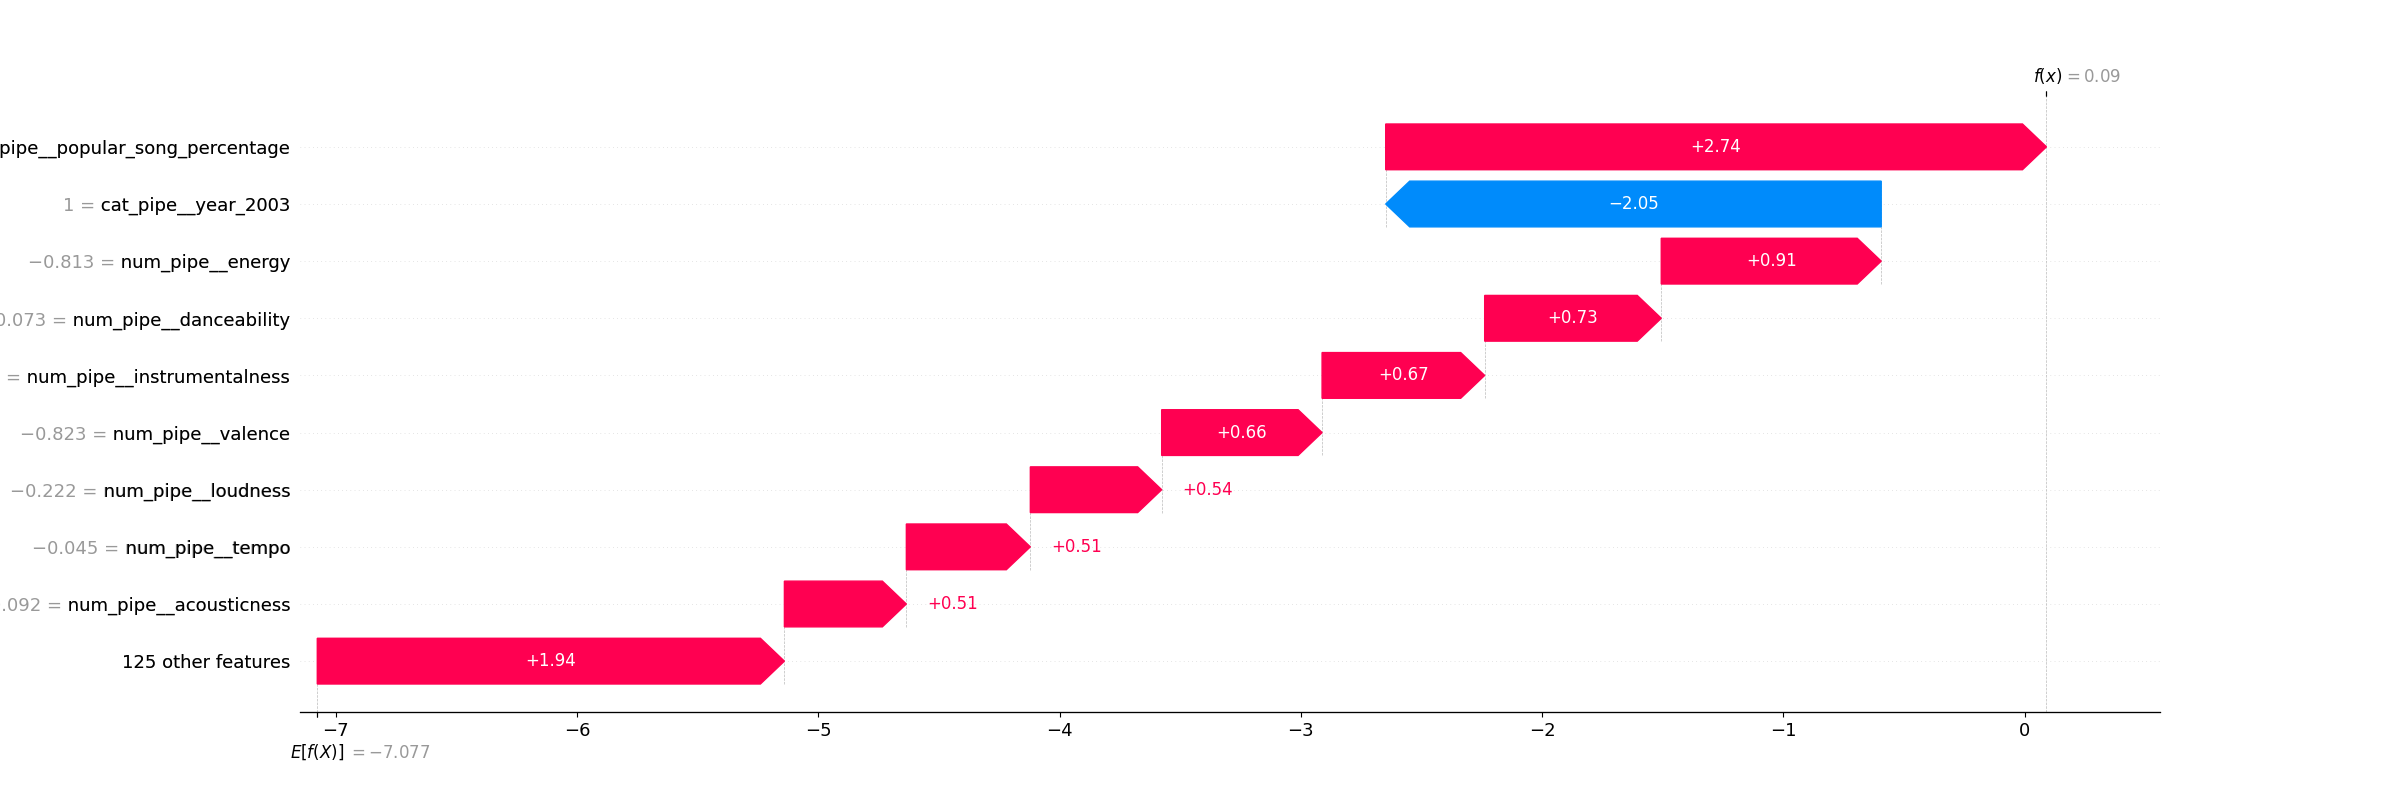 f(x) = 0.09
pipe__popular_song_percentage
+2.74
1 = cat_pipe__year_2003
−2.05
−0.813 = num_pipe__energy
+0.91
0.073 = num_pipe__danceability
+0.73
= num_pipe__instrumentalness
+0.67
−0.823 = num_pipe__valence
+0.66
−0.222 = num_pipe__loudness
+0.54
−0.045 = num_pipe__tempo
+0.51
.092 = num_pipe__acousticness
+0.51
125 other features
+1.94
−7 −6 −5 −4 −3 −2 −1 0
E[f(X)] = −7.077